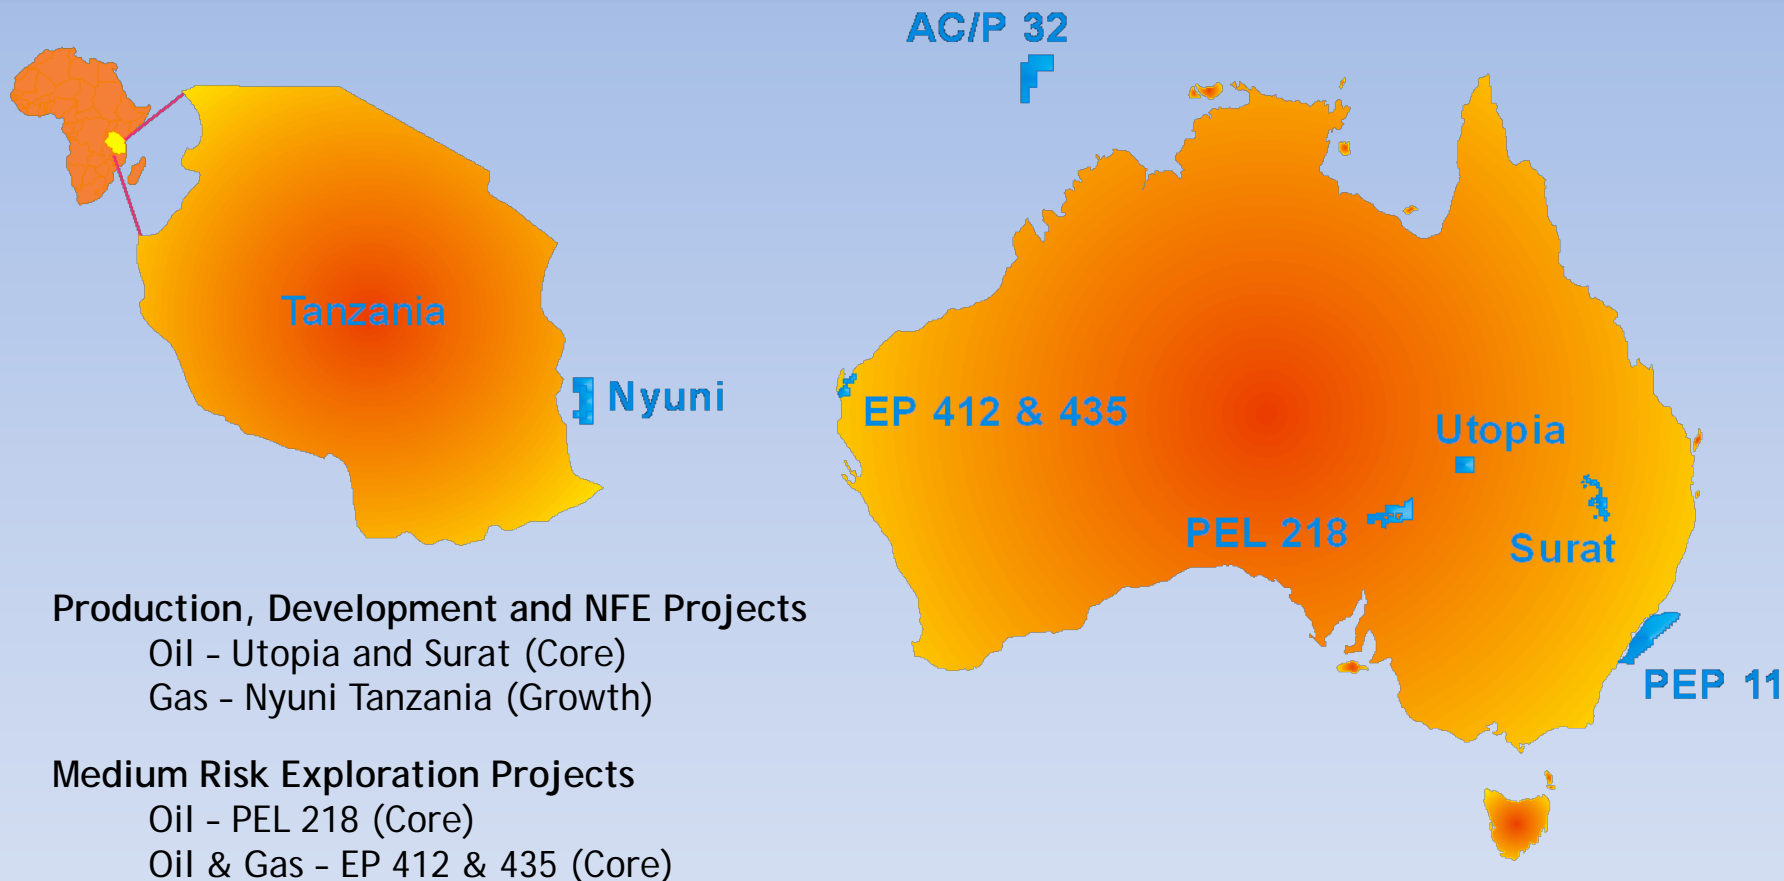 AC/P 32
Tanzania
Nyuni
EP 412 & 435
Utopia
PEL 218
Surat
PEP 11
Production, Development and NFE Projects
Oil – Utopia and Surat (Core)
Gas – Nyuni Tanzania (Growth)
Medium Risk Exploration Projects
Oil – PEL 218 (Core)
Oil & Gas – EP 412 & 435 (Core)